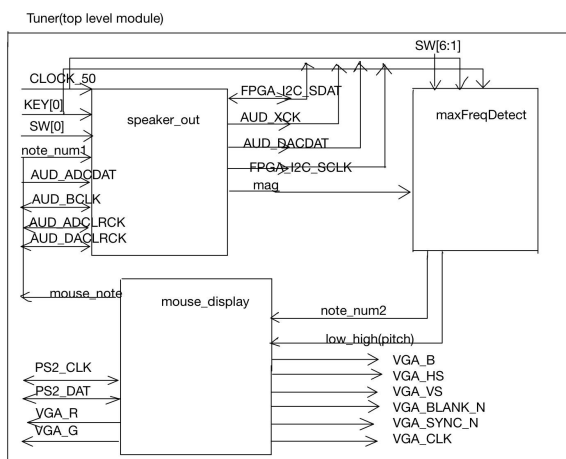 Tuner(top level module)
SW[6:1]
CLOCK_50
KEY[0]
SW[0]
note_num1
AUD_ADCDAT
AUD_BCLK
AUD_ADCLRCK
AUD_DACLRCK
speaker_out
FPGA_I2C_SDAT
AUD_XCK
AUD_DACDAT
FPGA_I2C_SCLK
mag
maxFreqDetect
mouse_note
mouse_display
note_num2
low_high(pitch)
PS2_CLK
PS2_DAT
VGA_R
VGA_G
VGA_B
VGA_HS
VGA_VS
VGA_BLANK_N
VGA_SYNC_N
VGA_CLK